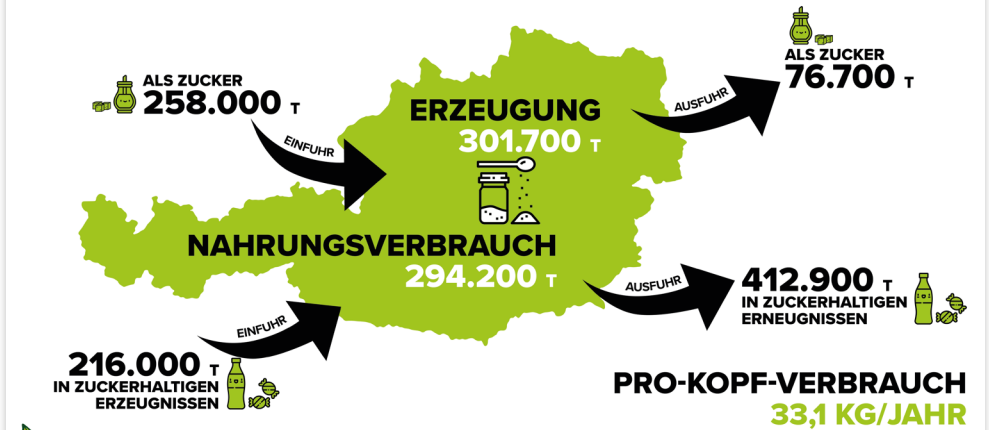 ALS ZUCKER
258.000 T
EINFUHR
ERZEUGUNG
301.700 T
AUSFUHR
ALS ZUCKER
76.700 T
NAHRUNGSVERBRAUCH
294.200 T
EINFUHR
216.000 T
IN ZUCKERHALTIGEN
ERZEUGNISSEN
AUSFUHR
412.900 T
IN ZUCKERHALTIGEN
ERNEUGNISSEN
PRO-KOPF-VERBRAUCH
33,1 KG/JAHR